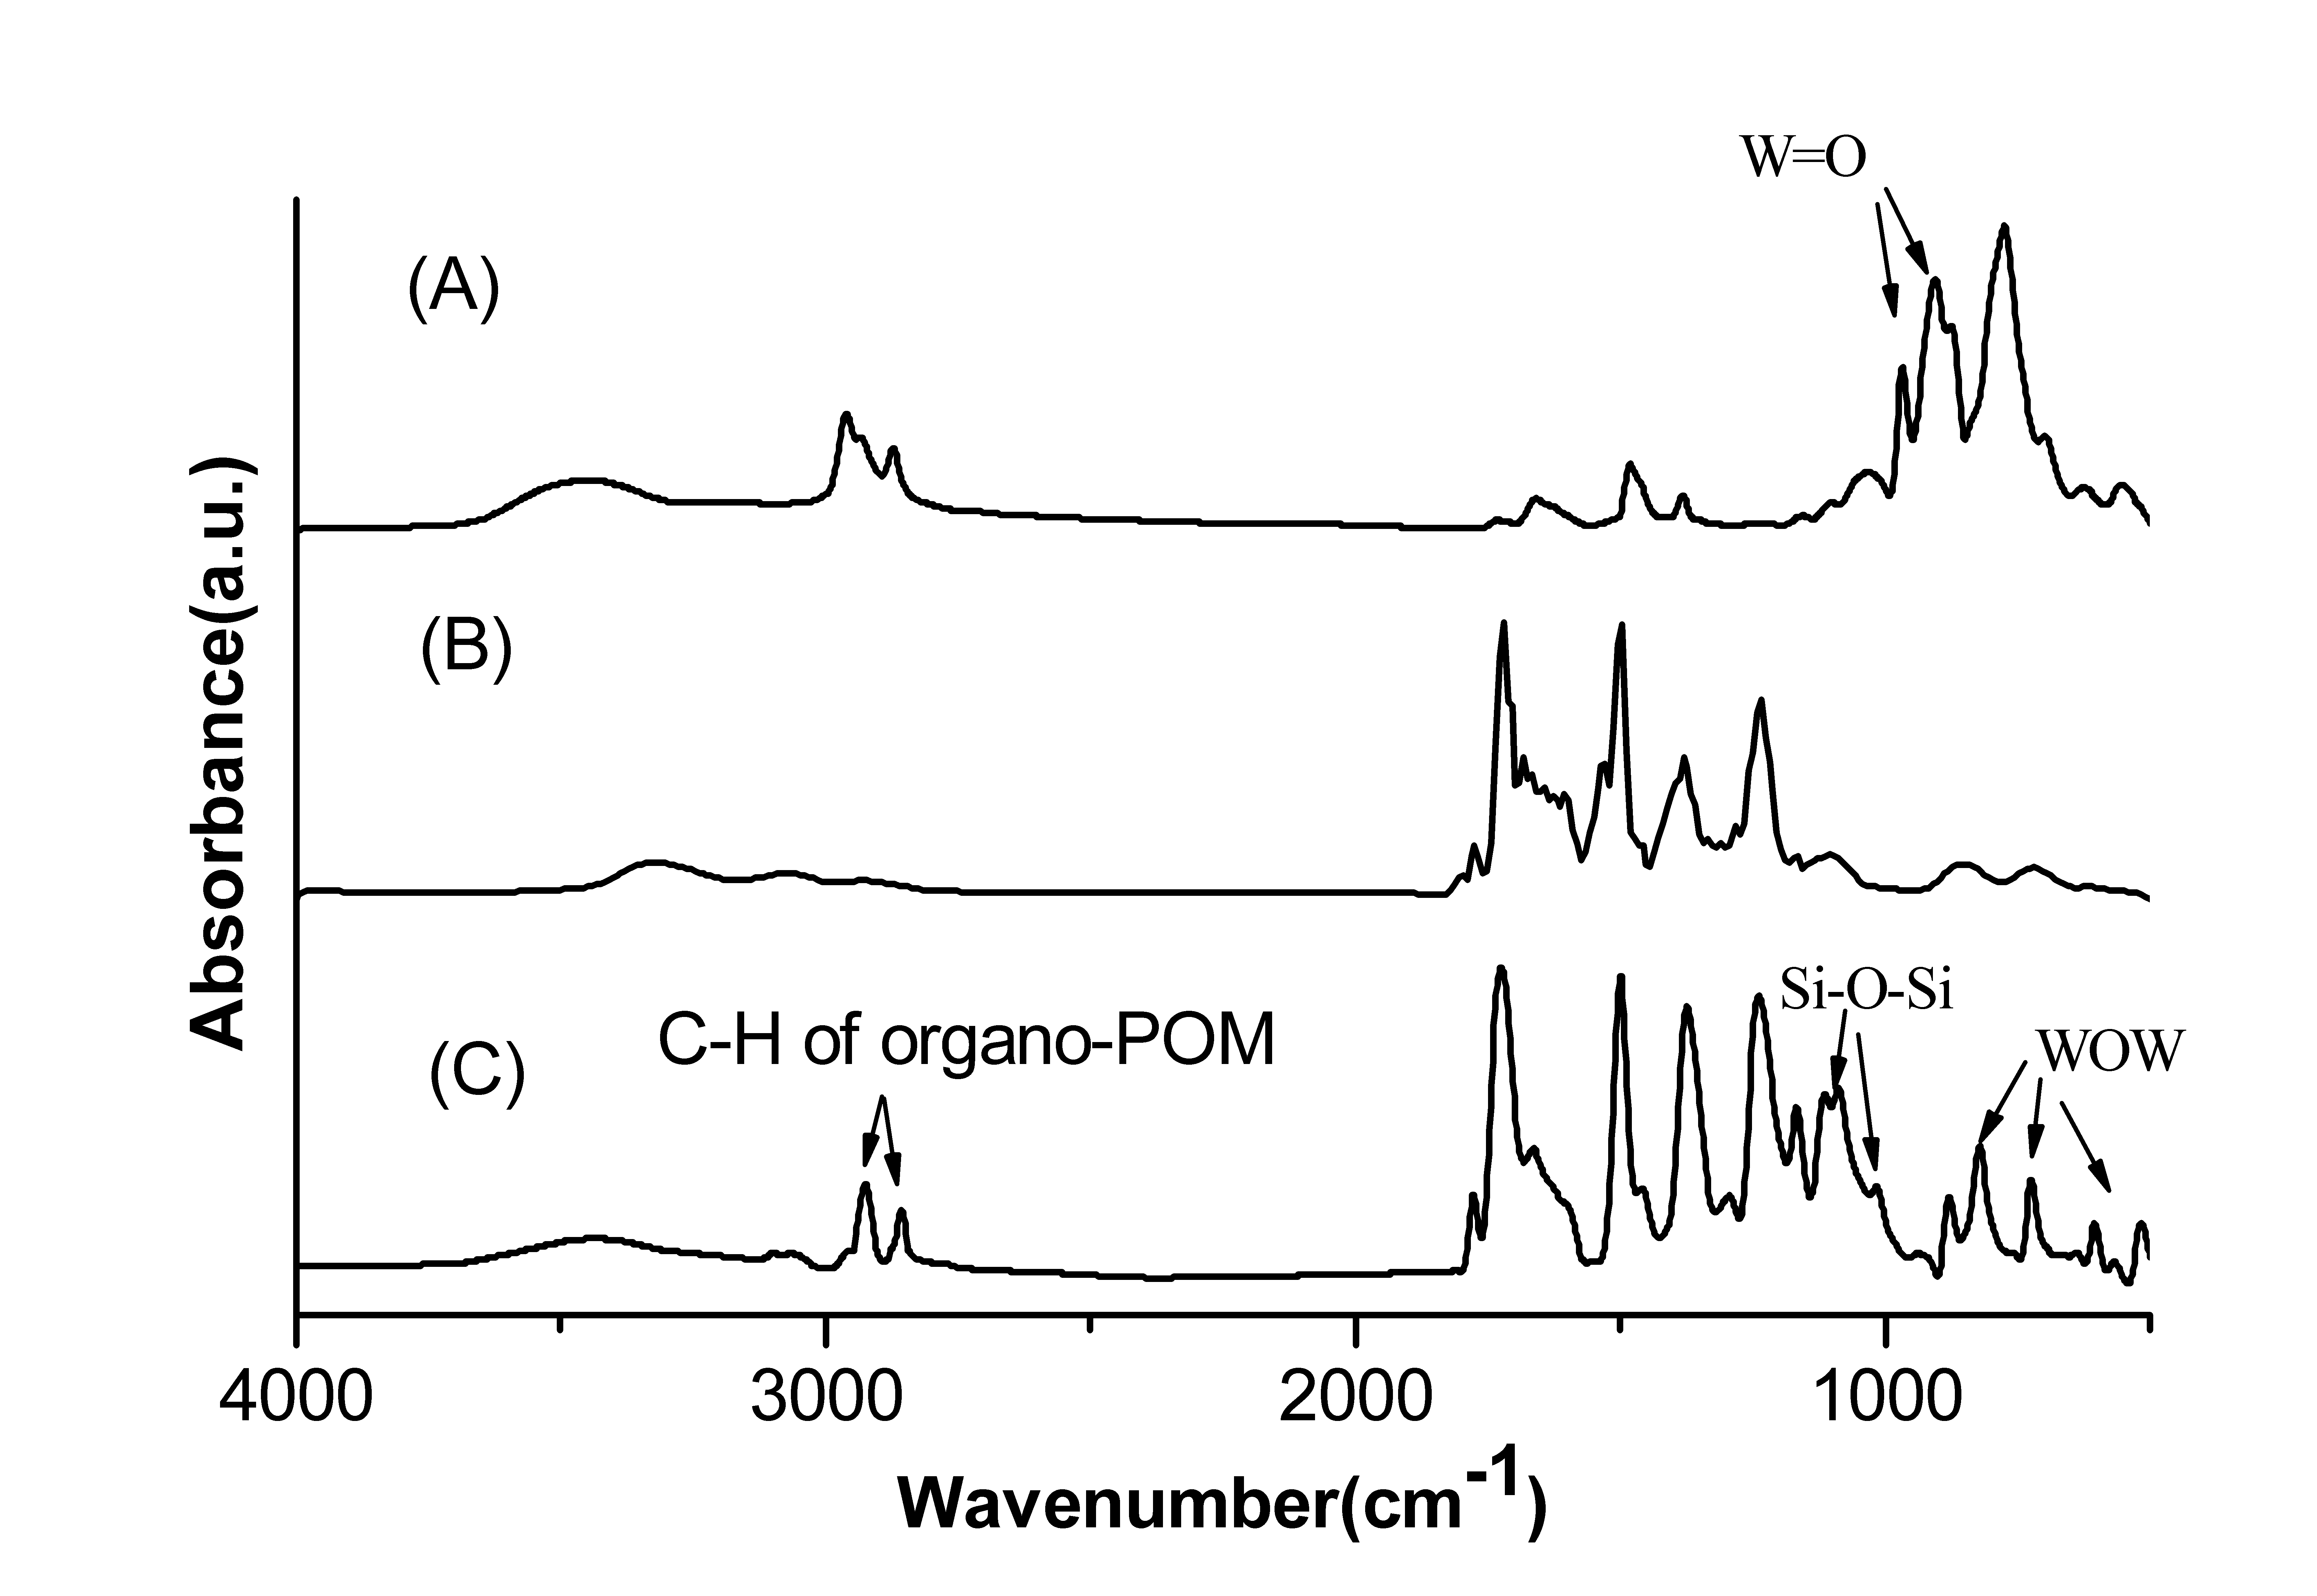 W=O
(A)
(B)
Si-O-Si
C-H of organo-POM
WOW
(C)
Absorbance(a.u.)
4000
3000
2000
1000
Wavenumber(cm-1)